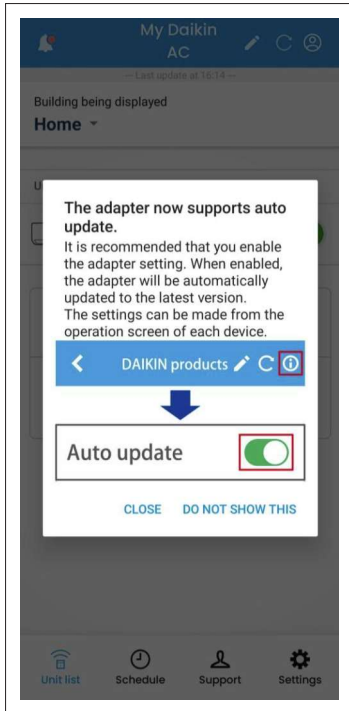 My Daikin
AC
— Last update at 16:14 —
Building being displayed
Home
U
The adapter now supports auto
update.
It is recommended that you enable
the adapter setting. When enabled,
the adapter will be automatically
updated to the latest version.
The settings can be made from the
operation screen of each device.
DAIKIN products
Auto update
CLOSE DO NOT SHOW THIS
Unit list Schedule Support Settings